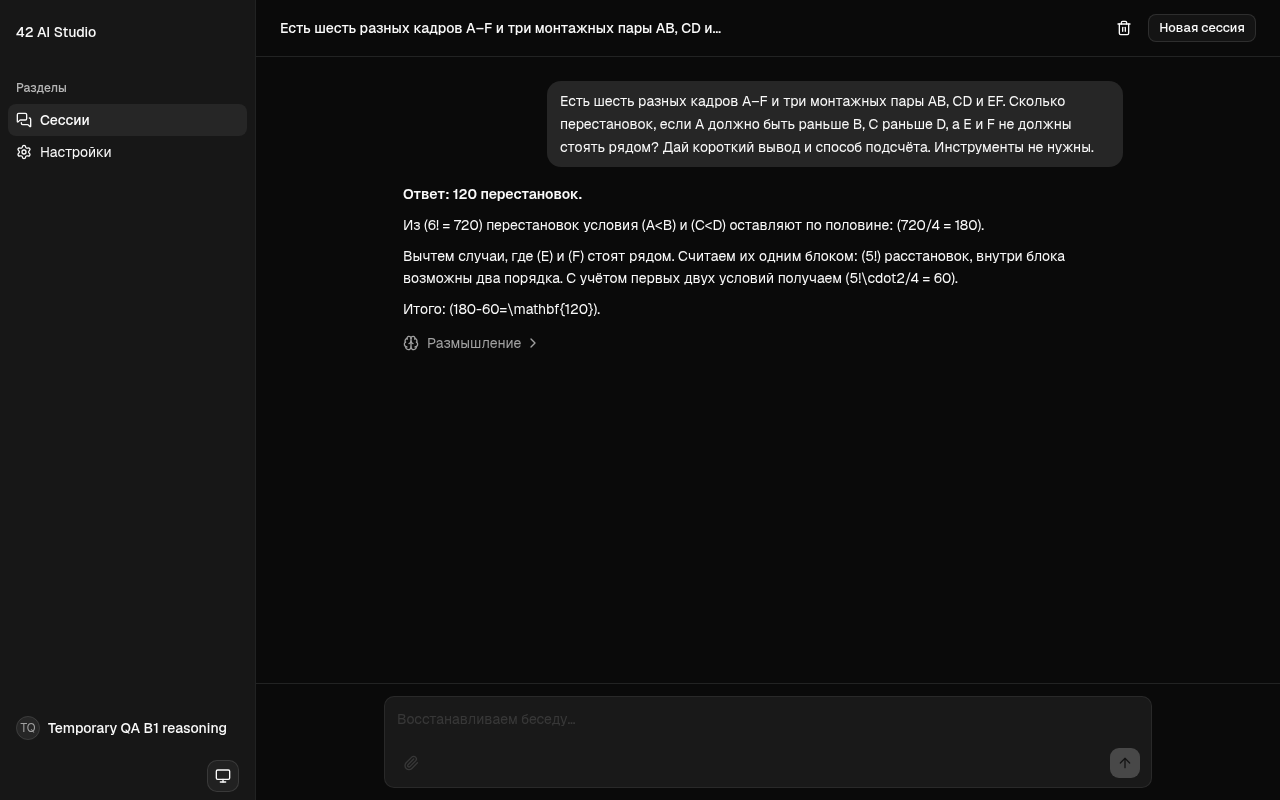 42 AI Studio
Разделы
Сессии
Настройки
Temporary QA B1 reasoning
TQ
Есть шесть разных кадров A–F и три монтажных пары AB, CD и...
Новая сессия
Есть шесть разных кадров A–F и три монтажных пары AB, CD и EF. Сколько
перестановок, если A должно быть раньше B, C раньше D, а E и F не должны
стоять рядом? Дай короткий вывод и способ подсчёта. Инструменты не нужны.
Ответ: 120 перестановок.
Из (6! = 720) перестановок условия (A<B) и (C<D) оставляют по половине: (720/4 = 180).
Вычтем случаи, где (E) и (F) стоят рядом. Считаем их одним блоком: (5!) расстановок, внутри блока
возможны два порядка. С учётом первых двух условий получаем (5!\cdot2/4 = 60).
Итого: (180-60=\mathbf{120}).
Размышление
Восстанавливаем беседу...